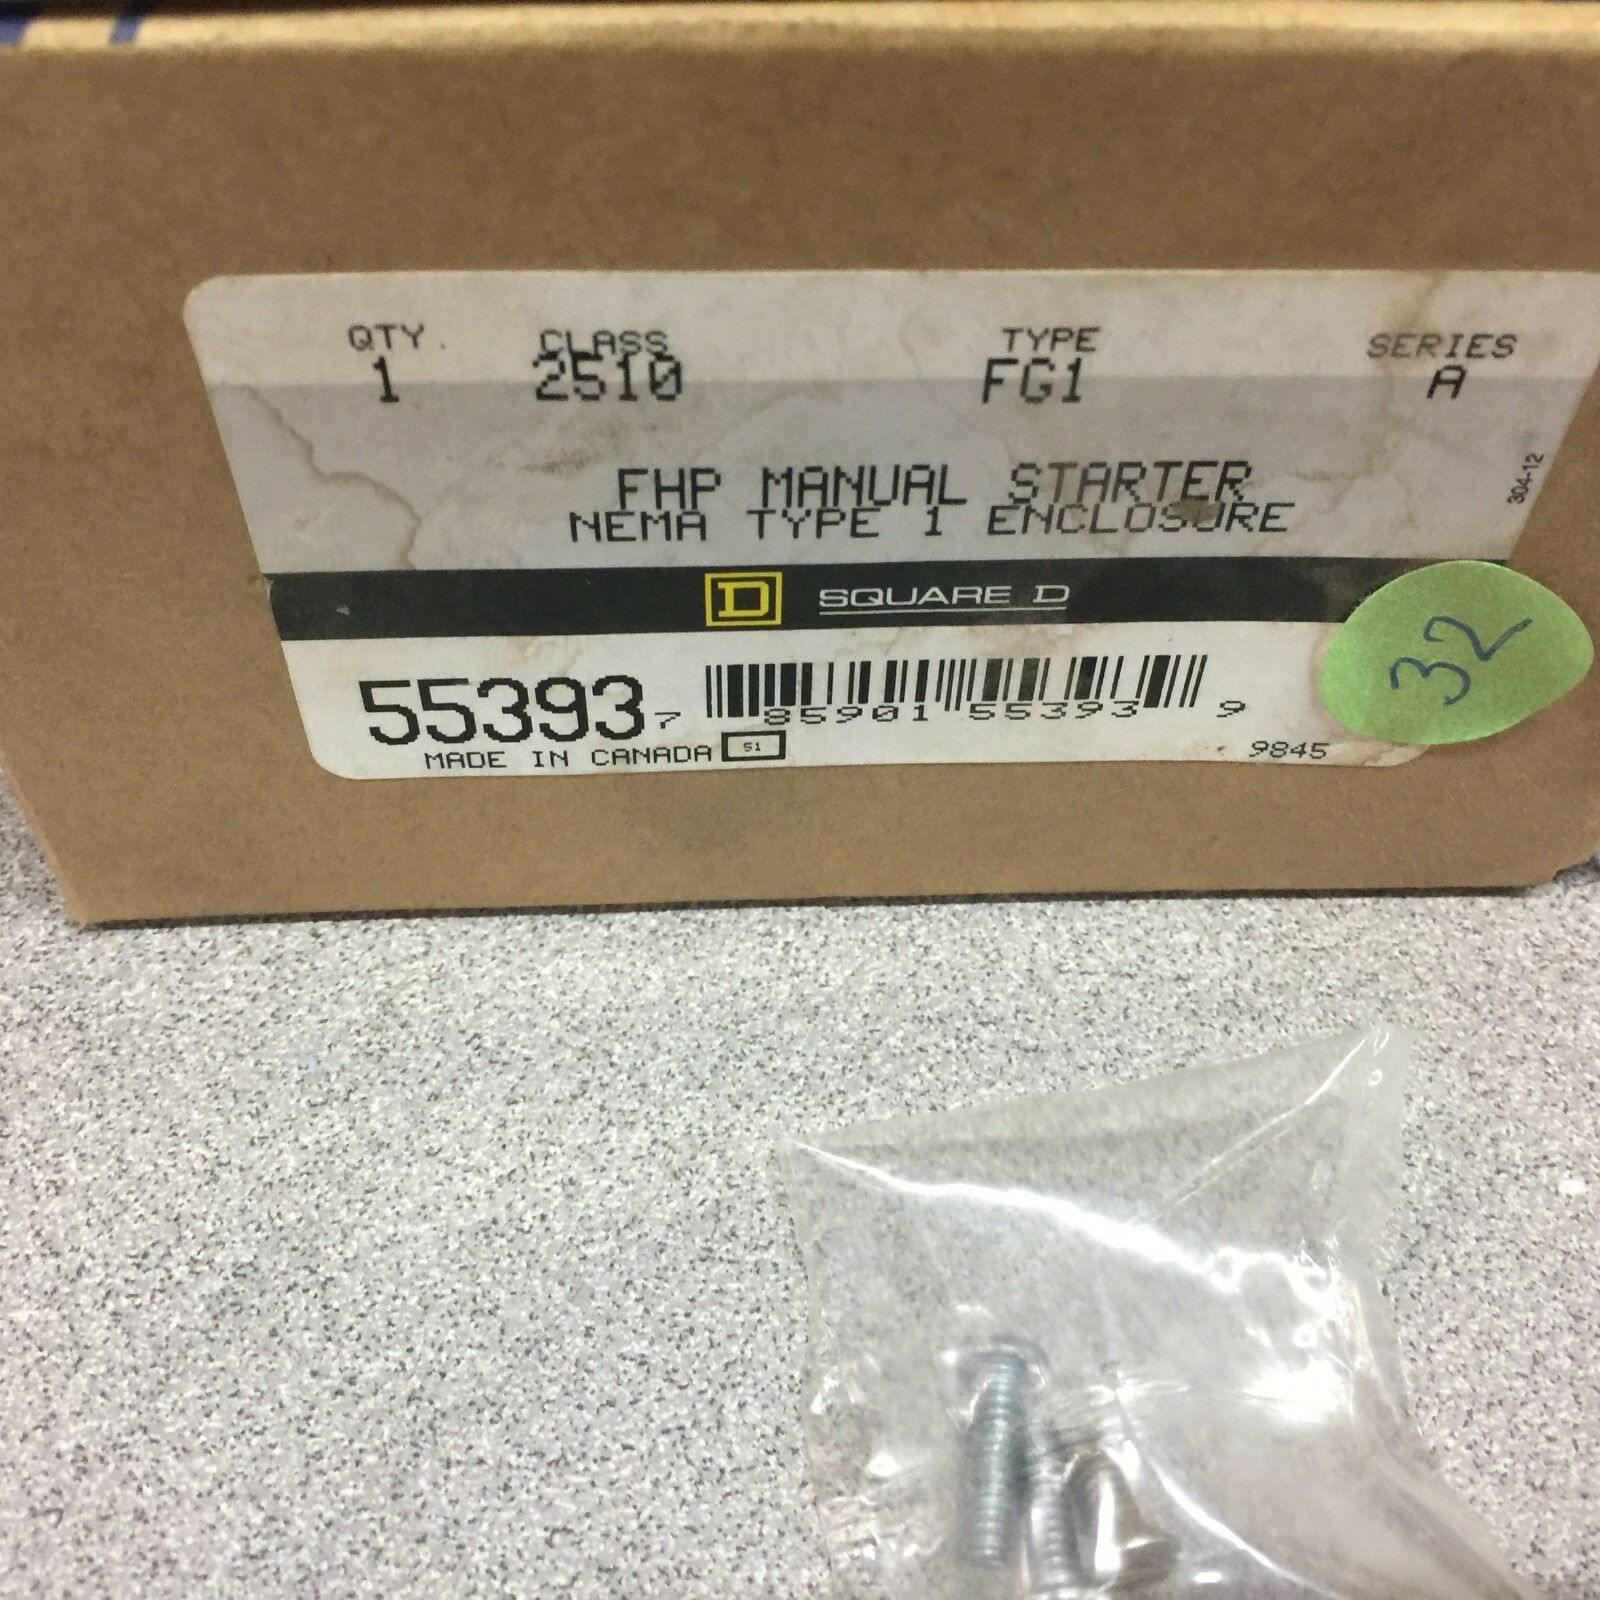 QTY. CLASS TYPE SERIES
1 2510 FG1 A
FHP MANUAL STARTER
NEMA TYPE 1 ENCLOSURE
304-12
D SQUARE D
32
55393 7 85901 55393 9
MADE IN CANADA 51 9845